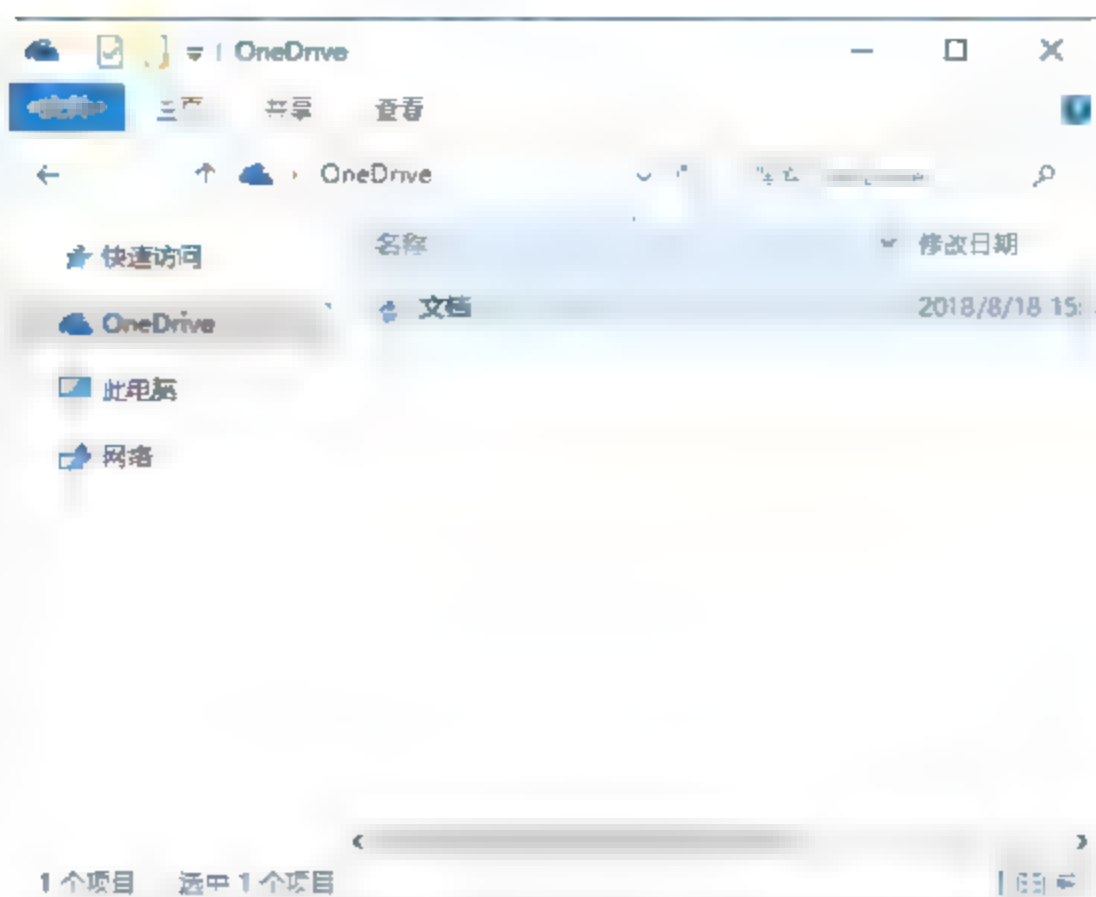 OneDrive
共享 查看
OneDrive
名称 修改日期
快速访问
文档 2018/8/18 15:
OneDrive
此电脑
网络
1 个项目 选中 1 个项目